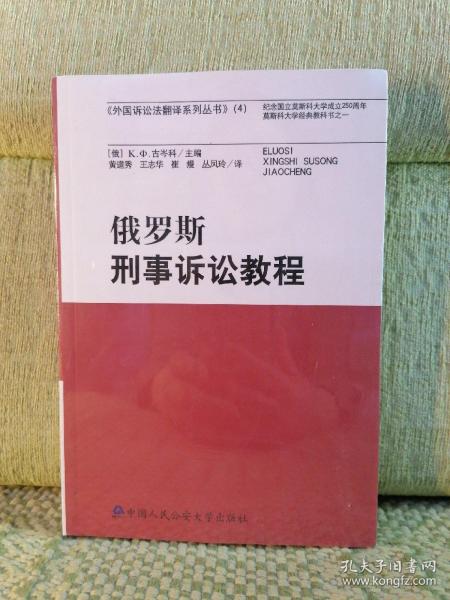 《外国诉讼法翻译系列丛书》(4)
纪念国立莫斯科大学成立250周年
莫斯科大学经典教科书之一
[俄] К.Ф.古岑科/主编
黄道秀 王志华 崔熳 丛凤玲/译
ELUOSI
XINGSHI SUSONG
JIAOCHENG
俄罗斯
刑事诉讼教程
中国人民公安大学出版社
孔夫子旧书网
www.kongfz.com